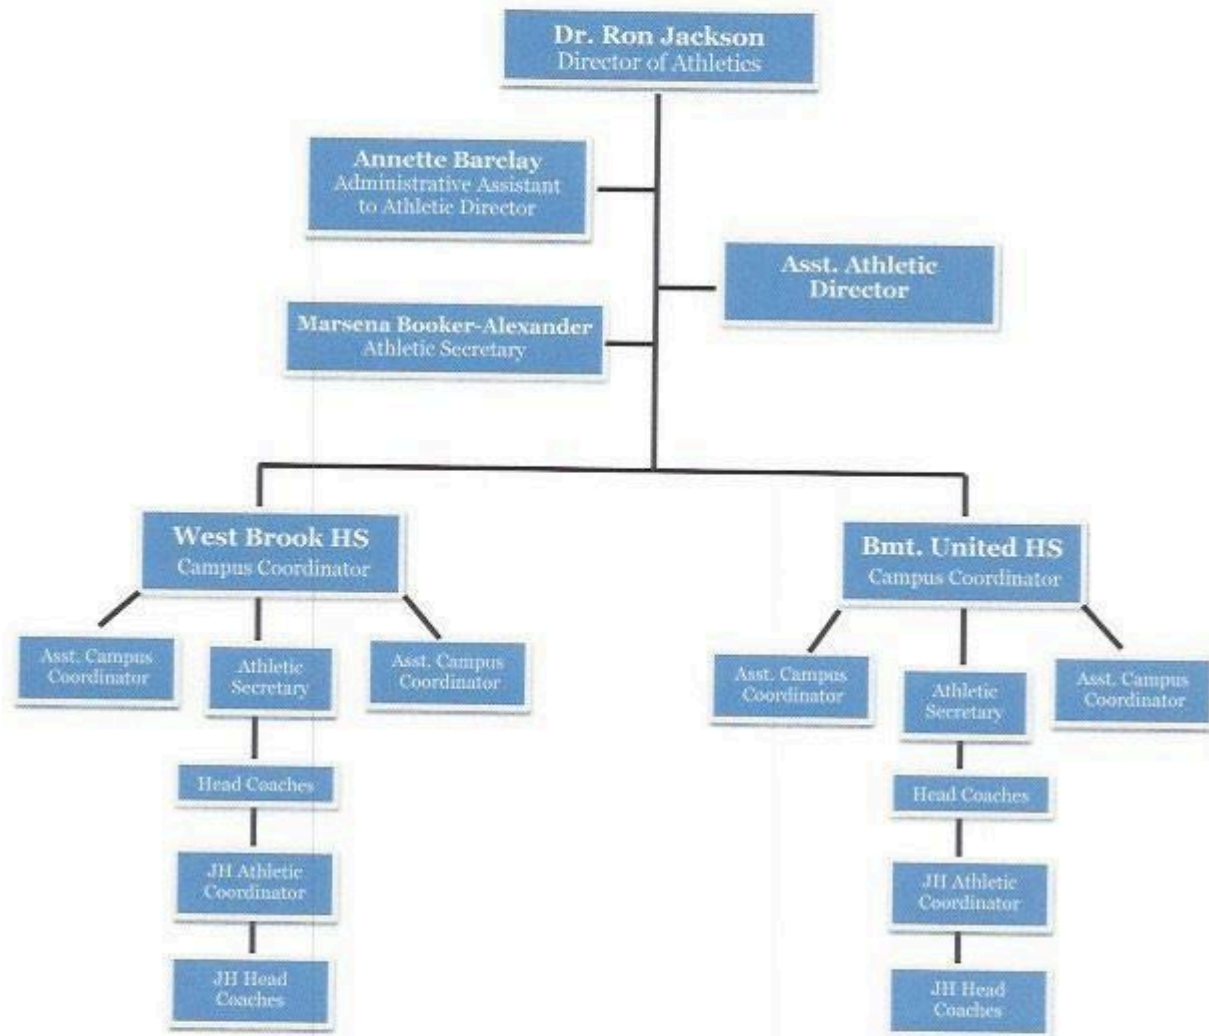 Dr. Ron Jackson
Director of Athletics
Annette Barclay
Administrative Assistant
to Athletic Director
Asst. Athletic
Director
Marsena Booker-Alexander
Athletic Secretary
West Brook HS
Campus Coordinator
Asst. Campus
Coordinator
Athletic
Secretary
Asst. Campus
Coordinator
Head Coaches
JH Athletic
Coordinator
JH Head
Coaches
Bmt. United HS
Campus Coordinator
Asst. Campus
Coordinator
Athletic
Secretary
Asst. Campus
Coordinator
Head Coaches
JH Athletic
Coordinator
JH Head
Coaches